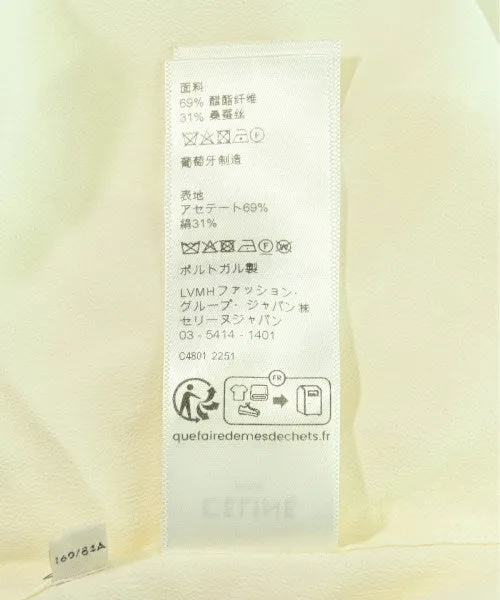 面料:
69% 醋酯纤维
31% 桑蚕丝
葡萄牙制造
表地
アセテート69%
絹31%
ポルトガル製
LVMHファッション・
グループ・ジャパン㈱
セリーヌジャパン
03 - 5414 - 1401
C4801 2251
FR
quefairedemesdechets.fr
CELINE
160/84A